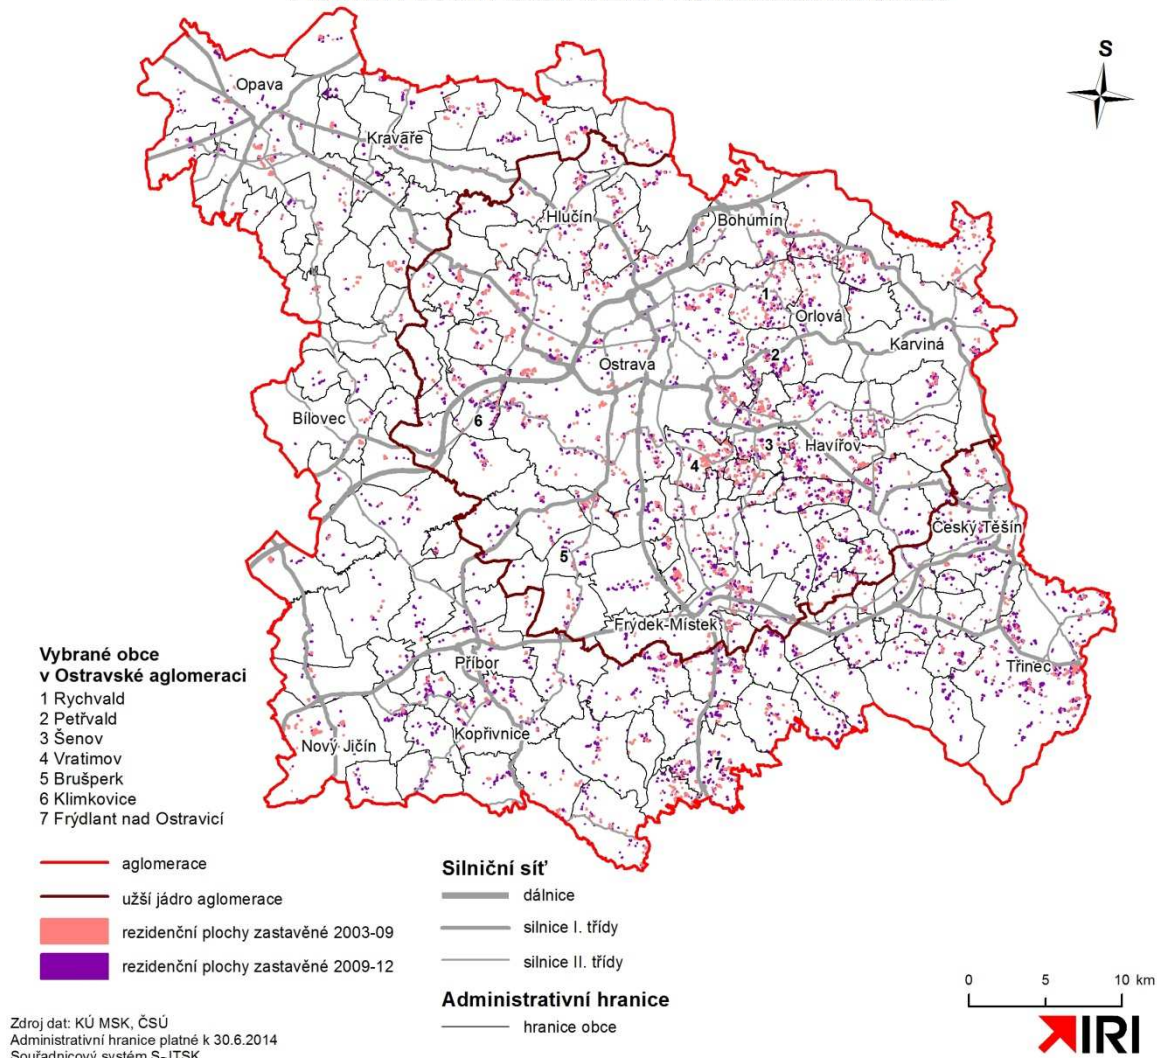 S
Opava
Kravaře
Hlučín
Bohumín
1
Orlová
Karviná
2
Ostrava
Bílovec
6
3
Havířov
4
Český Těšín
5
Frýdek-Místek
Příbor
Třinec
Kopřivnice
Nový Jičín
7
Vybrané obce
v Ostravské aglomeraci
1 Rychvald
2 Petřvald
3 Šenov
4 Vratimov
5 Brušperk
6 Klimkovice
7 Frýdlant nad Ostravicí
aglomerace
užší jádro aglomerace
rezidenční plochy zastavěné 2003-09
rezidenční plochy zastavěné 2009-12
Silniční síť
dálnice
silnice I. třídy
silnice II. třídy
Administrativní hranice
hranice obce
0 5 10 km
IRI
Zdroj dat: KÚ MSK, ČSÚ
Administrativní hranice platné k 30.6.2014
Souřadnicový systém S-JTSK